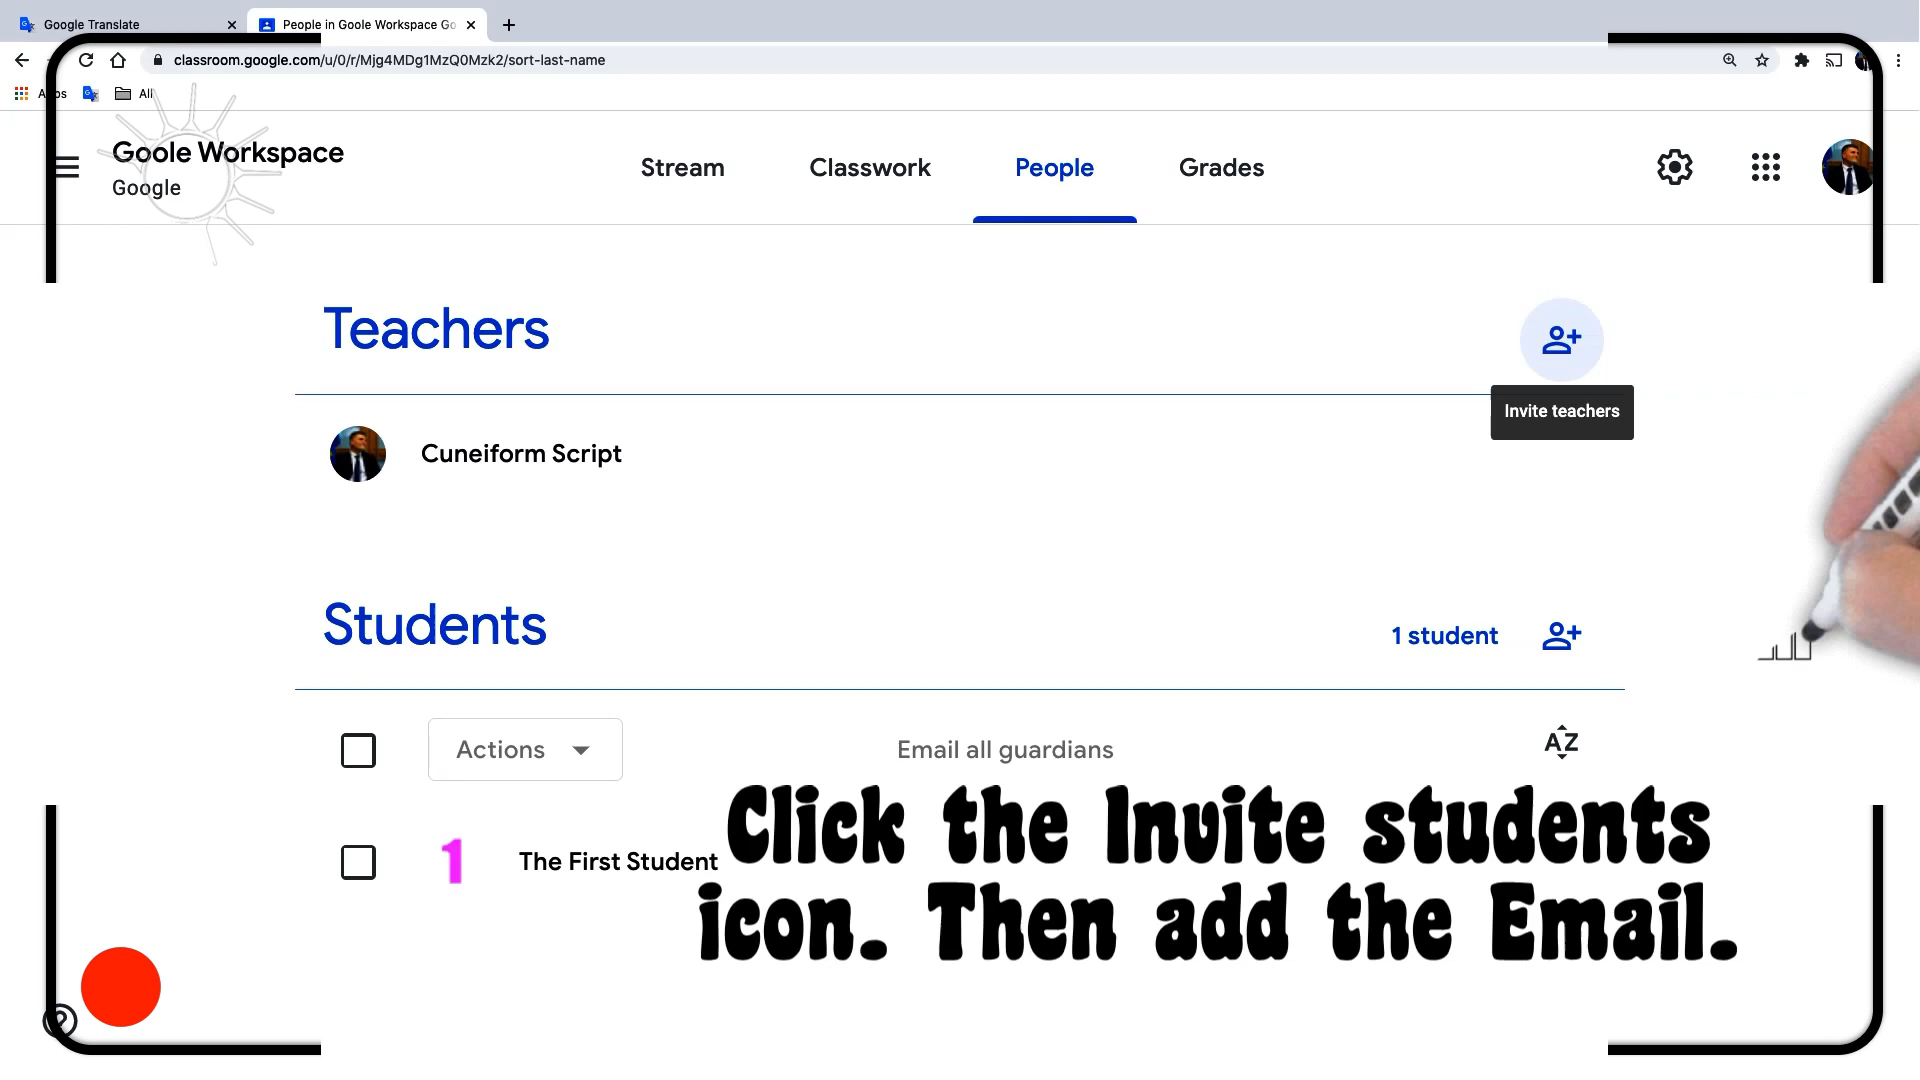 Google Translate
People in Goole Workspace Go
classroom.google.com/u/0/r/Mjg4MDg1MzQ0Mzk2/sort-last-name
Apps
All
Goole Workspace
Google
Stream
Classwork
People
Grades
Teachers
Invite teachers
Cuneiform Script
Students
1 student
Actions
Email all guardians
AZ
1
The First Student
Click the Invite students
icon. Then add the Email.